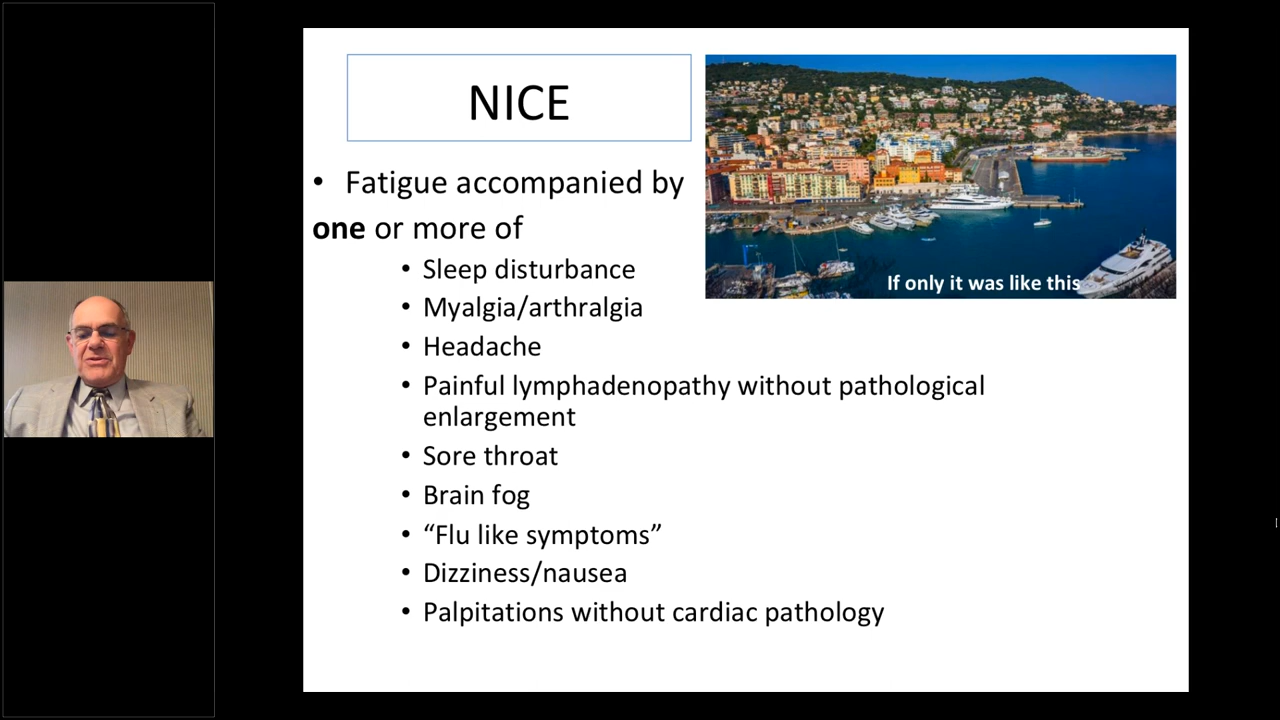 NICE
• Fatigue accompanied by
one or more of
• Sleep disturbance
• Myalgia/arthralgia
• Headache
• Painful lymphadenopathy without pathological
enlargement
• Sore throat
• Brain fog
• “Flu like symptoms”
• Dizziness/nausea
• Palpitations without cardiac pathology
If only it was like this